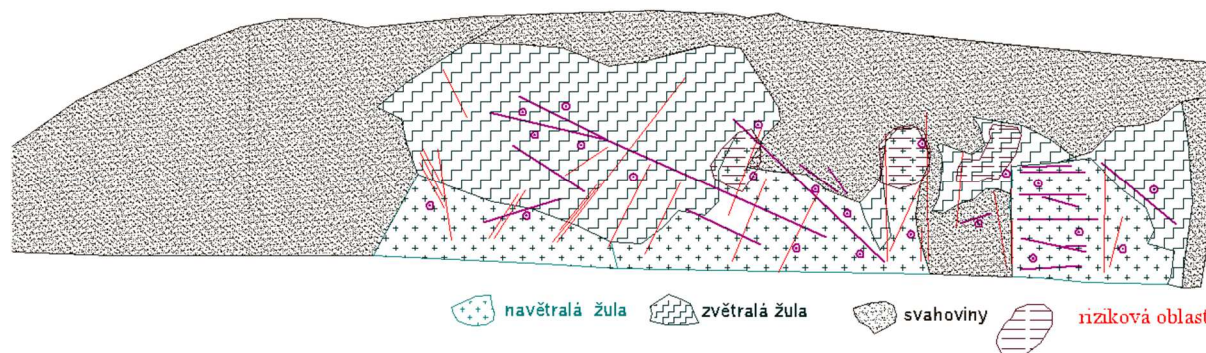 navětralá žula
zvětralá žula
svahoviny
riziková oblast